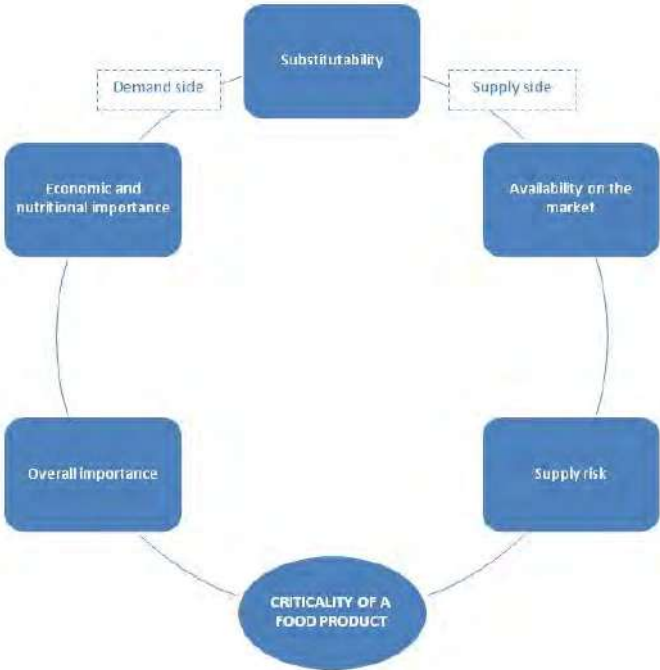 Substitutability
Demand side
Supply side
Economic and
nutritional importance
Availability on the
market
Overall importance
Supply risk
CRITICALITY OF A
FOOD PRODUCT